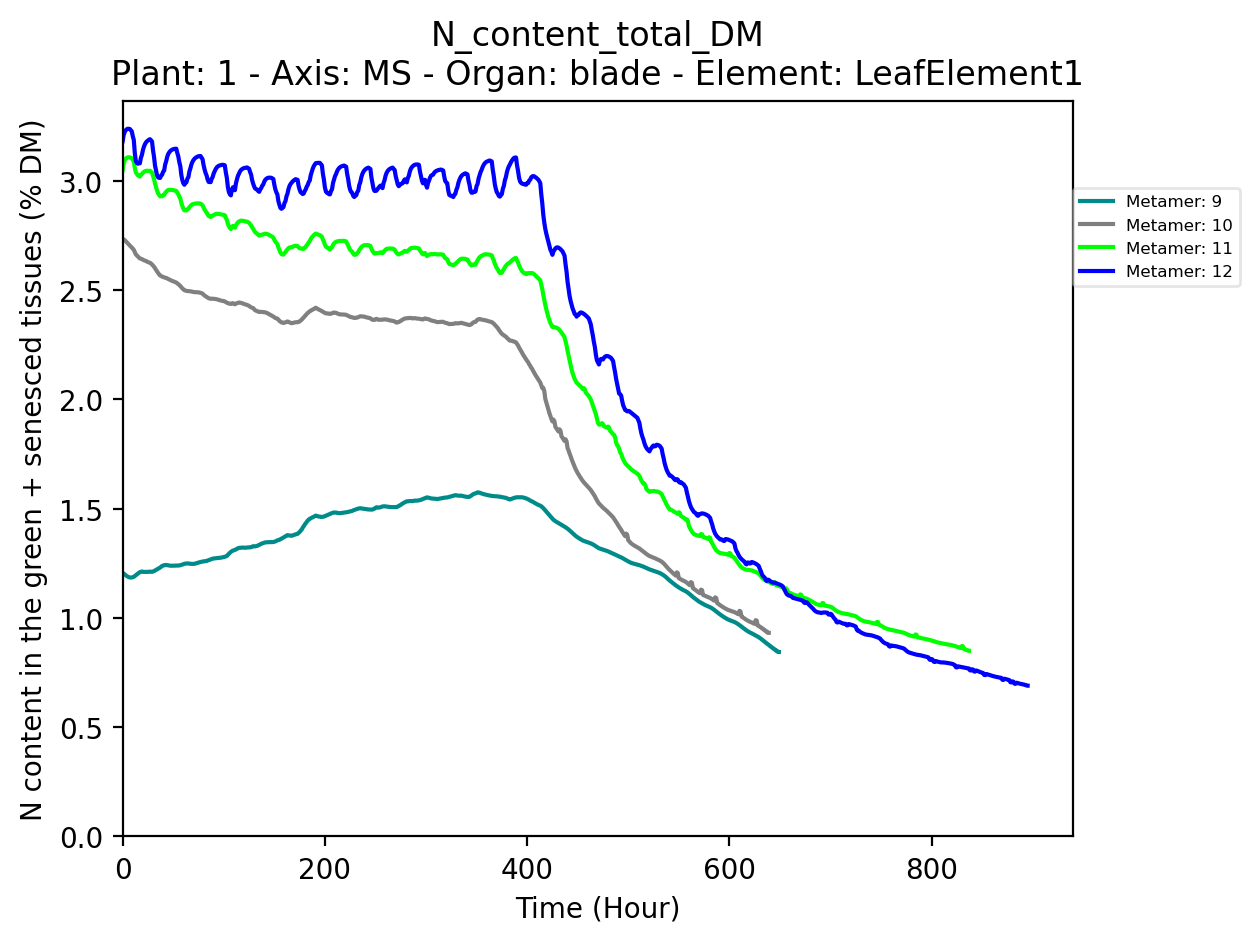 N_content_total_DM
Plant: 1 - Axis: MS - Organ: blade - Element: LeafElement1
N content in the green + senesced tissues (% DM)
3.0
2.5
2.0
1.5
1.0
0.5
0.0
0
200
400
600
800
Time (Hour)
Metamer: 9
Metamer: 10
Metamer: 11
Metamer: 12